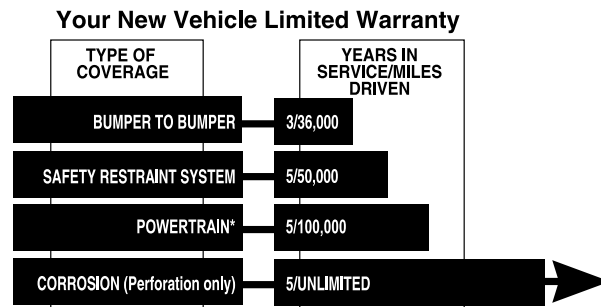 Your New Vehicle Limited Warranty
TYPE OF
COVERAGE
YEARS IN
SERVICE/MILES
DRIVEN
BUMPER TO BUMPER
3/36,000
SAFETY RESTRAINT SYSTEM
5/50,000
POWERTRAIN*
5/100,000
CORROSION (Perforation only)
5/UNLIMITED